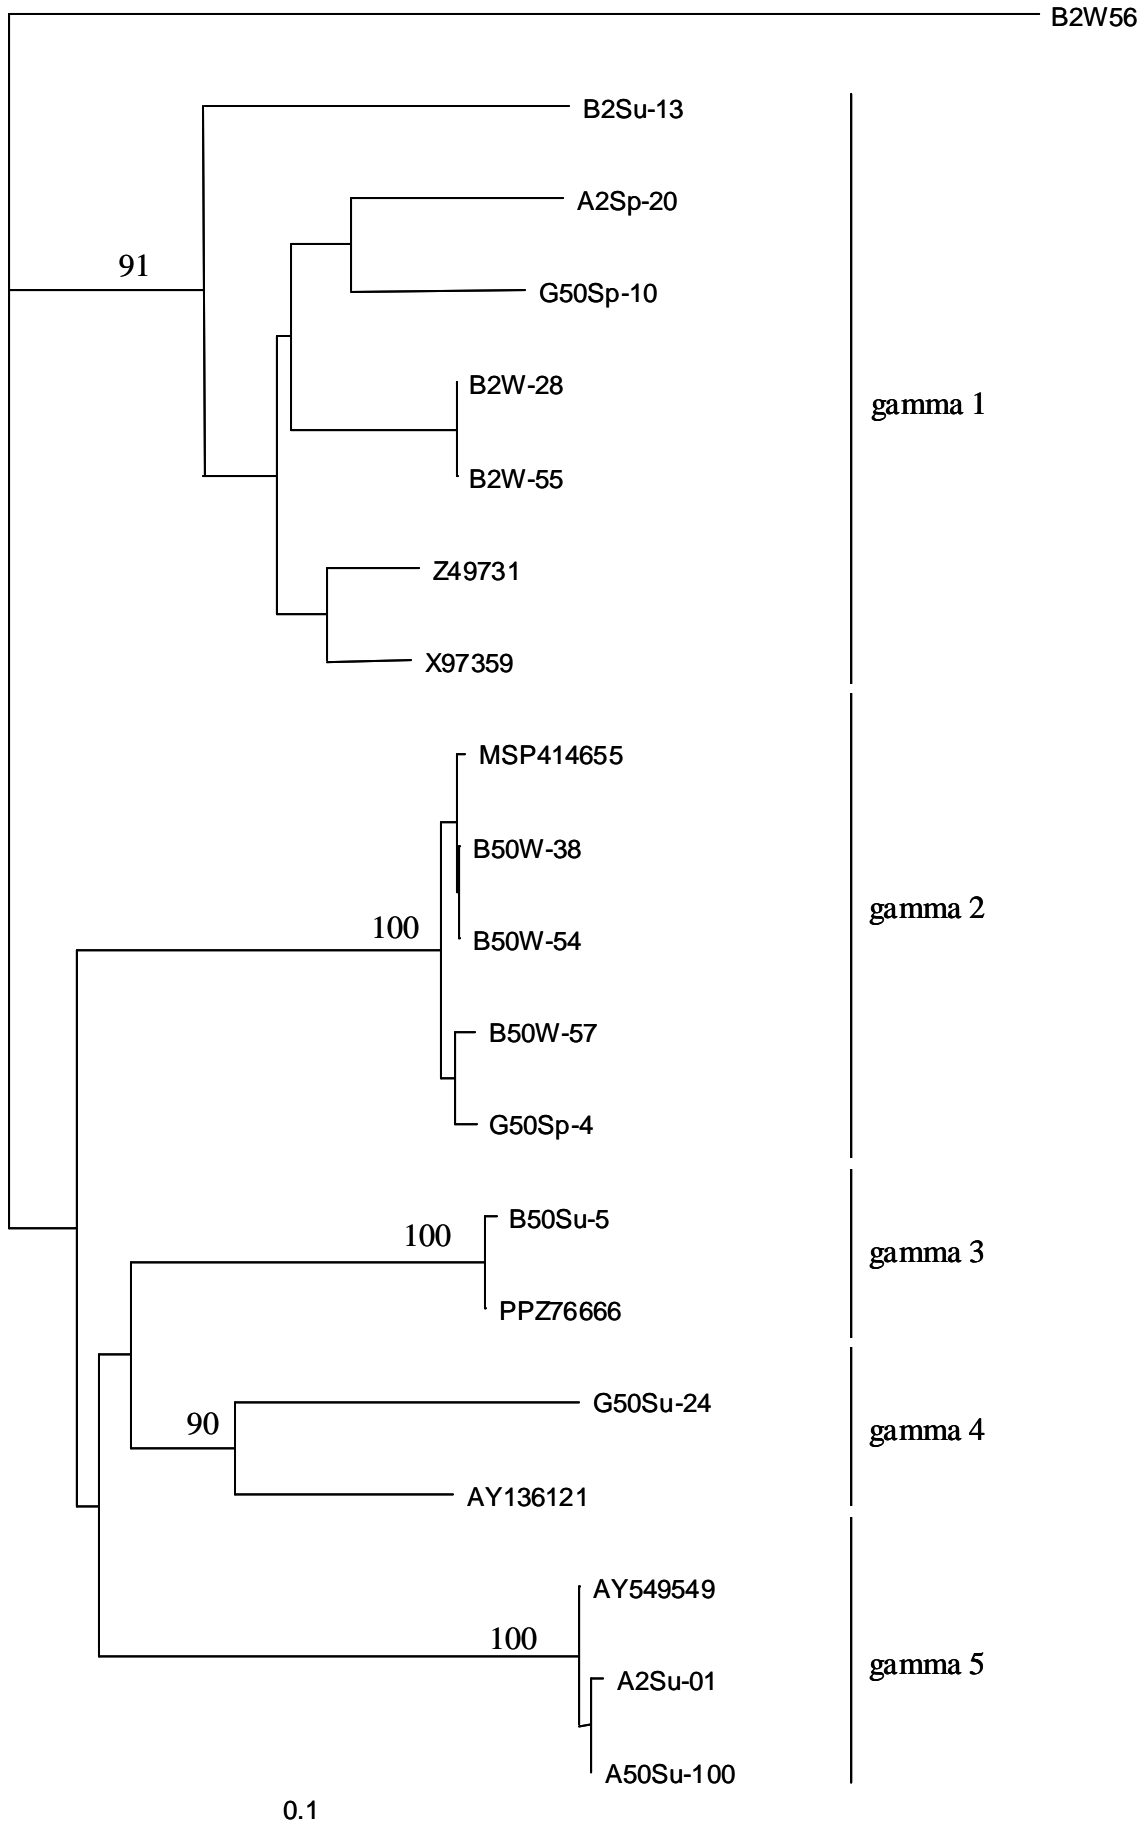 B2W56
B2Su-13
A2Sp-20
91
G50Sp-10
B2W-28
gamma 1
B2W-55
Z49731
X97359
MSP414655
B50W-38
gamma 2
100
B50W-54
B50W-57
G50Sp-4
B50Su-5
100
gamma 3
PPZ76666
G50Su-24
90
gamma 4
AY136121
AY549549
100
gamma 5
A2Su-01
A50Su-100
0.1